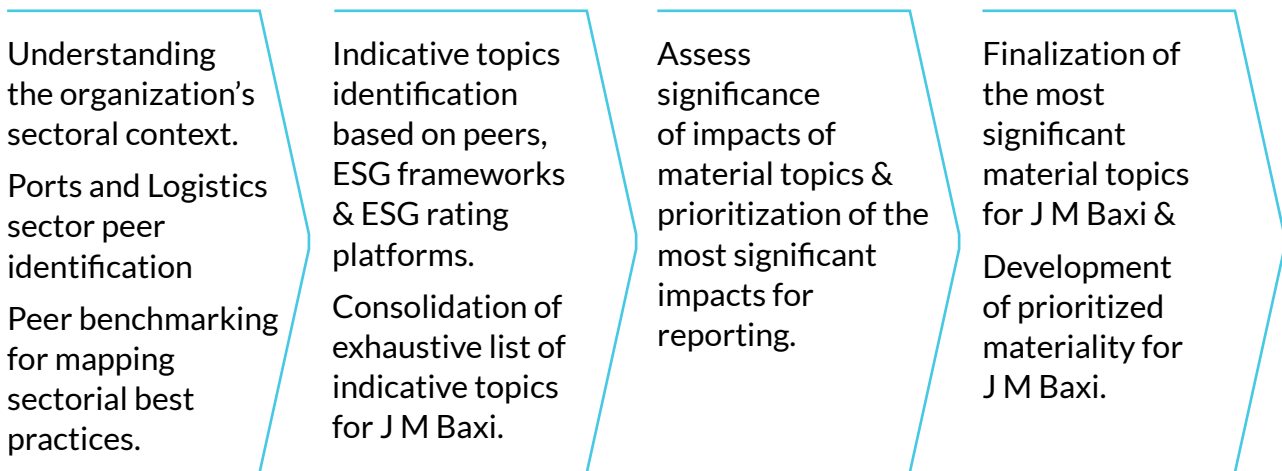 Understanding
the organization's
sectoral context.
Ports and Logistics
sector peer
identification
Peer benchmarking
for mapping
sectorial best
practices.
Indicative topics
identification
based on peers,
ESG frameworks
& ESG rating
platforms.
Consolidation of
exhaustive list of
indicative topics
for J M Baxi.
Assess
significance
of impacts of
material topics &
prioritization of the
most significant
impacts for
reporting.
Finalization of
the most
significant
material topics
for J M Baxi &
Development
of prioritized
materiality for
J M Baxi.